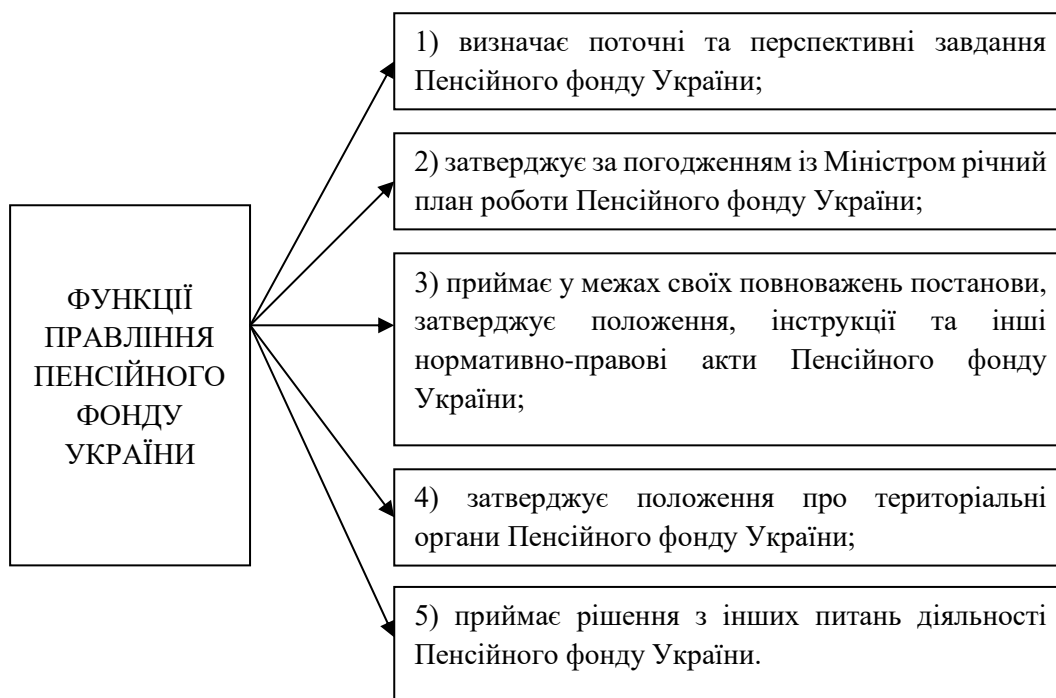 ФУНКЦІЇ
ПРАВЛІННЯ
ПЕНСІЙНОГО
ФОНДУ
УКРАЇНИ
1) визначає поточні та перспективні завдання
Пенсійного фонду України;
2) затверджує за погодженням із Міністром річний
план роботи Пенсійного фонду України;
3) приймає у межах своїх повноважень постанови,
затверджує положення, інструкції та інші
нормативно-правові акти Пенсійного фонду
України;
4) затверджує положення про територіальні
органи Пенсійного фонду України;
5) приймає рішення з інших питань діяльності
Пенсійного фонду України.